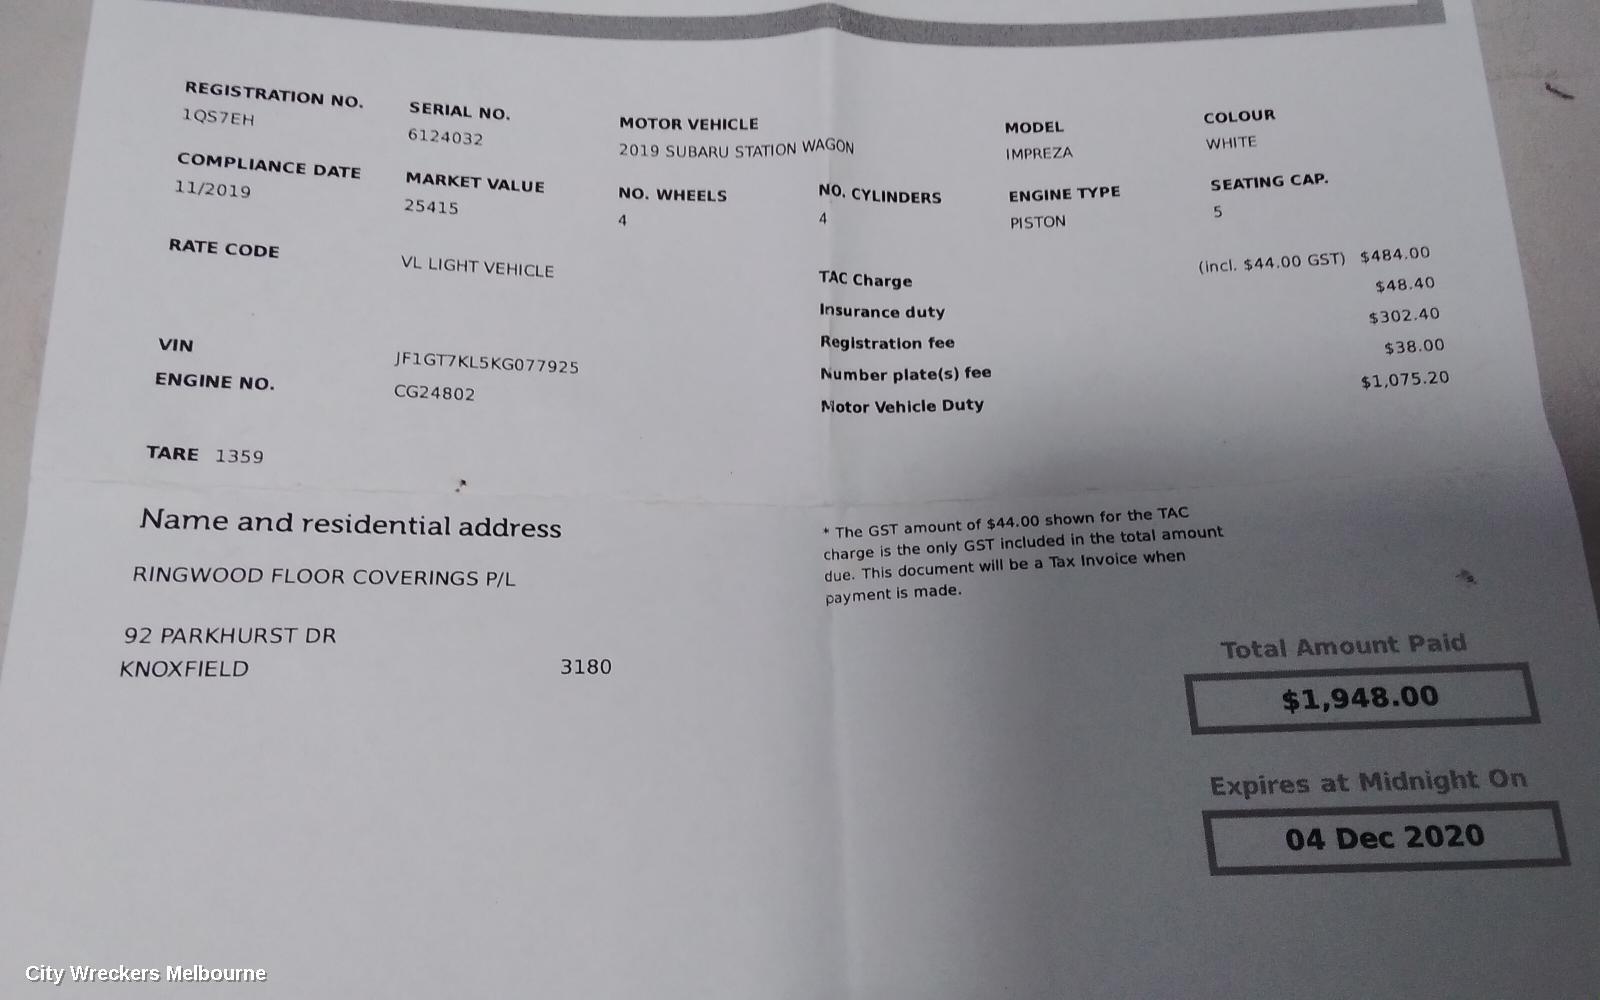 REGISTRATION NO. SERIAL NO. MOTOR VEHICLE MODEL COLOUR
1QS7EH 6124032 2019 SUBARU STATION WAGON IMPREZA WHITE
COMPLIANCE DATE MARKET VALUE NO. WHEELS NO. CYLINDERS ENGINE TYPE SEATING CAP.
11/2019 25415 4 4 PISTON 5
RATE CODE VL LIGHT VEHICLE
TAC Charge (incl. $44.00 GST) $484.00
Insurance duty $48.40
Registration fee $302.40
Number plate(s) fee $38.00
Motor Vehicle Duty $1,075.20
VIN JF1GT7KL5KG077925
ENGINE NO. CG24802
TARE 1359
Name and residential address
RINGWOOD FLOOR COVERINGS P/L
92 PARKHURST DR
KNOXFIELD 3180
* The GST amount of $44.00 shown for the TAC
charge is the only GST included in the total amount
due. This document will be a Tax Invoice when
payment is made.
Total Amount Paid
$1,948.00
Expires at Midnight On
04 Dec 2020
City Wreckers Melbourne